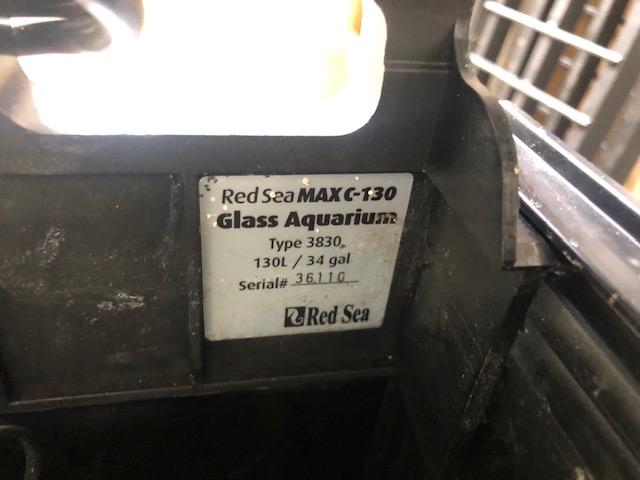 Red Sea MAX C-130
Glass Aquarium
Type 3830
130L / 34 gal
Serial# 36110
Red Sea